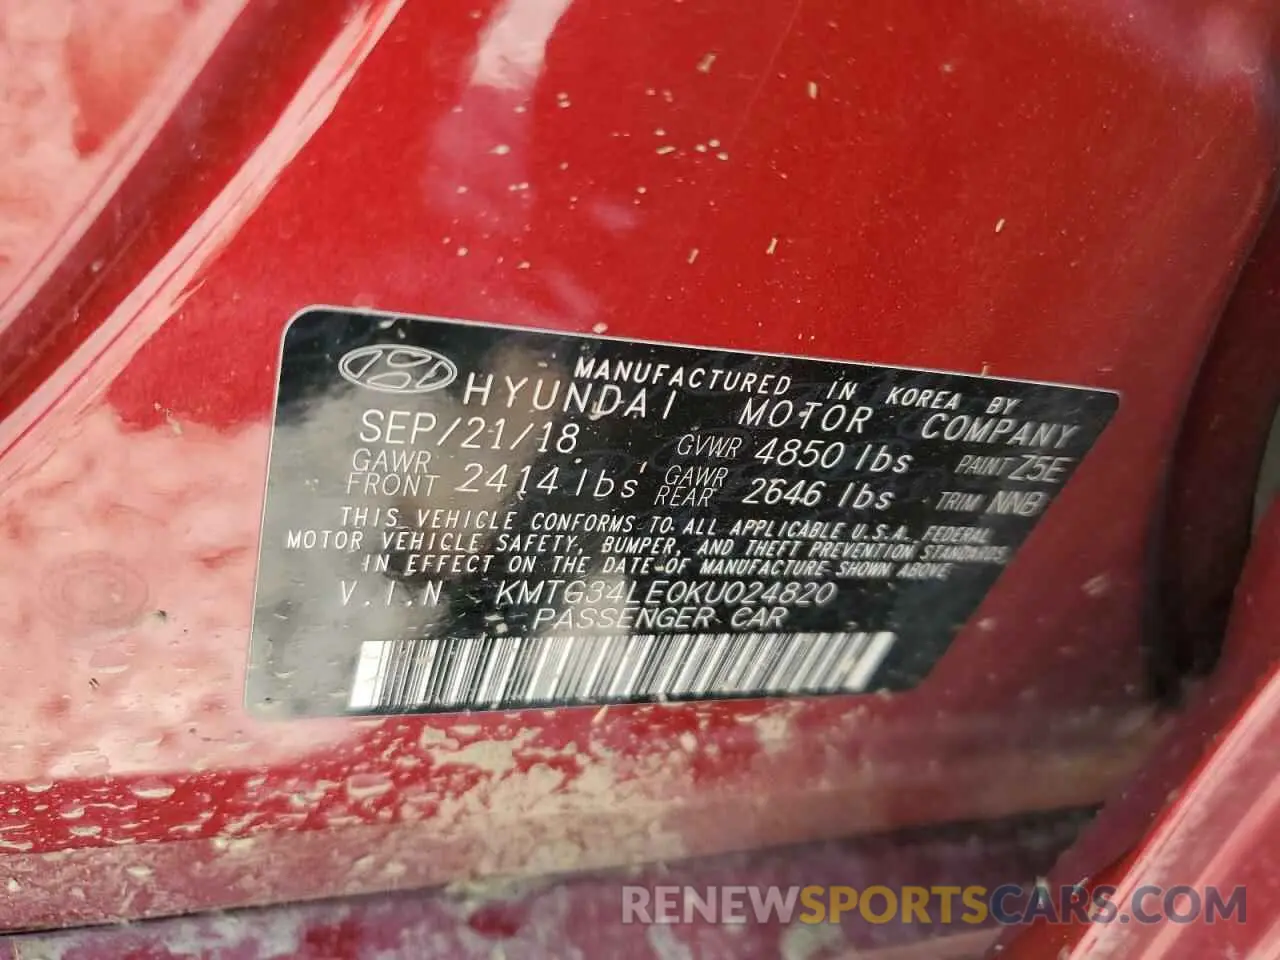 MANUFACTURED IN KOREA BY
HYUNDAI MOTOR COMPANY
SEP/21/18 GVWR 4850 lbs PAINT Z5E
GAWR FRONT 2414 lbs GAWR REAR 2646 lbs TRIM NNB
THIS VEHICLE CONFORMS TO ALL APPLICABLE U.S.A. FEDERAL
MOTOR VEHICLE SAFETY, BUMPER, AND THEFT PREVENTION STANDARDS
IN EFFECT ON THE DATE OF MANUFACTURE SHOWN ABOVE
V.I.N KMTG34LE0KU024820
PASSENGER CAR
RENEWSPORTSCARS.COM